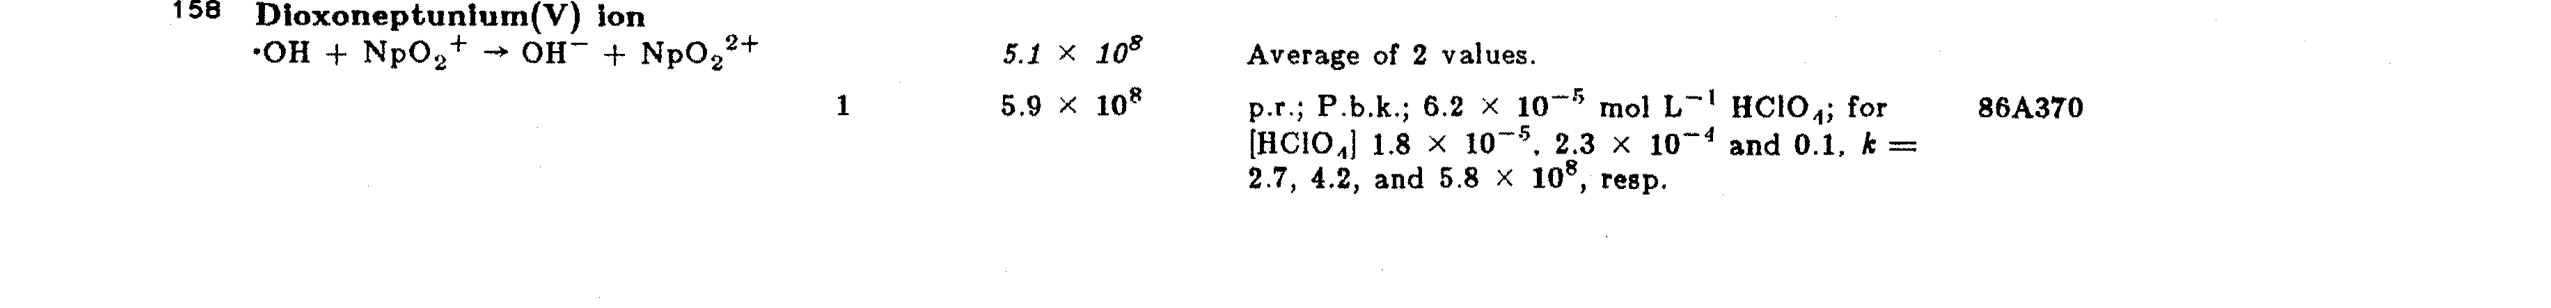 158 Dioxoneptunium(V) ion
·OH + NpO₂⁺ → OH⁻ + NpO₂²⁺ 5.1 × 10⁸ Average of 2 values.
1 5.9 × 10⁸ p.r.; P.b.k.; 6.2 × 10⁻⁵ mol L⁻¹ HClO₄; for 86A370
[HClO₄] 1.8 × 10⁻⁵, 2.3 × 10⁻⁴ and 0.1, k =
2.7, 4.2, and 5.8 × 10⁸, resp.